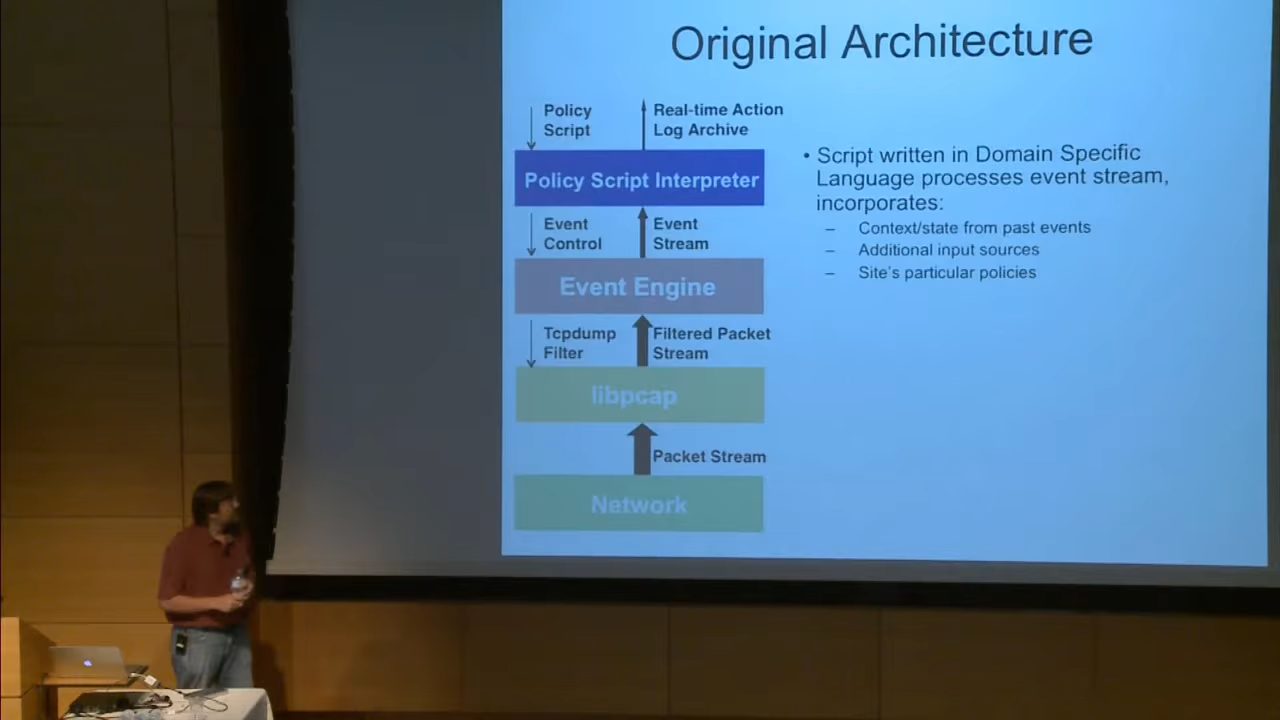 Original Architecture
Policy
Script
Real-time Action
Log Archive
Policy Script Interpreter
Event
Control
Event
Stream
Event Engine
Tcpdump
Filter
Filtered Packet
Stream
libpcap
Packet Stream
Network
• Script written in Domain Specific
Language processes event stream,
incorporates:
– Context/state from past events
– Additional input sources
– Site's particular policies